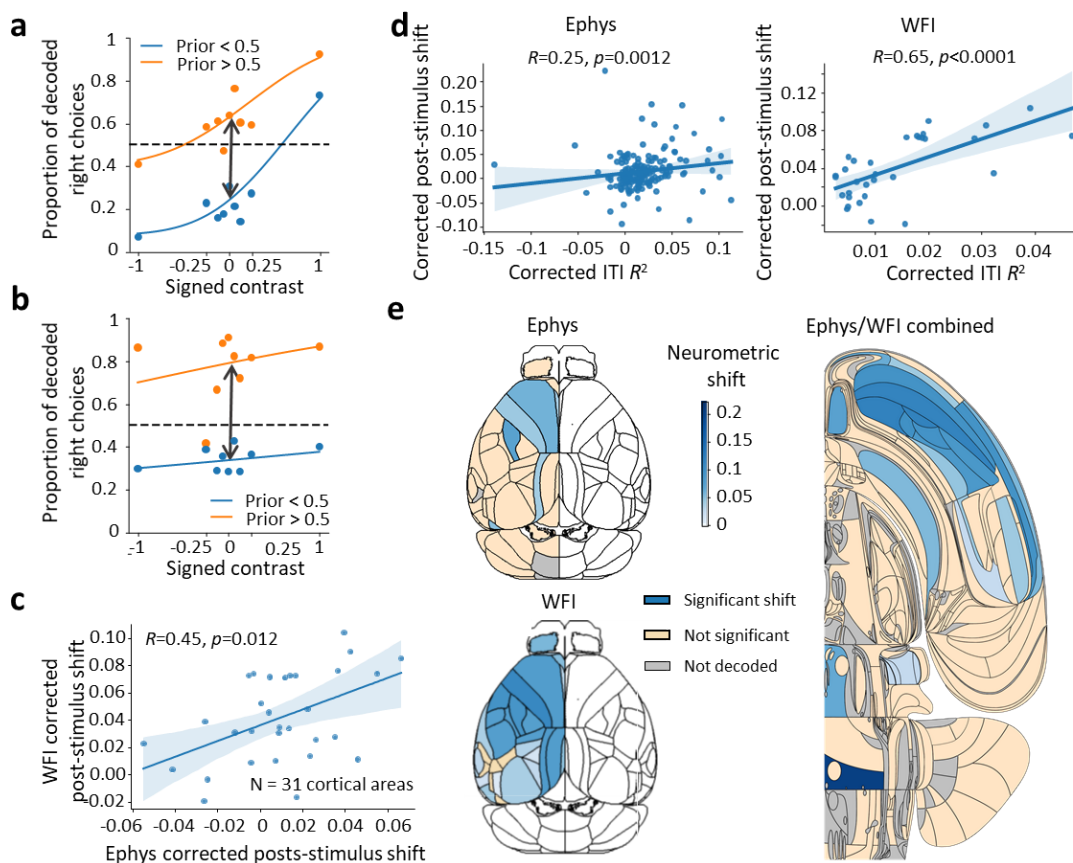 a
Proportion of decoded
right choices
Prior < 0.5
Prior > 0.5
1
0.8
0.6
0.4
0.2
0
-1
-0.25
0
0.25
1
Signed contrast
b
Proportion of decoded
right choices
1
0.8
0.6
0.4
0.2
0
Prior < 0.5
Prior > 0.5
-1
-0.25
0
0.25
1
Signed contrast
c
WFI corrected
post-stimulus shift
R=0.45, p=0.012
0.10
0.08
0.06
0.04
0.02
0.00
-0.02
N = 31 cortical areas
-0.06
-0.04
-0.02
0
0.02
0.04
0.06
Ephys corrected posts-stimulus shift
d
Ephys
R=0.25, p=0.0012
Corrected post-stimulus shift
0.20
0.15
0.10
0.05
0.00
-0.05
-0.10
-0.15
-0.10
-0.05
0
0.05
0.10
Corrected ITI R²
WFI
R=0.65, p<0.0001
Corrected post-stimulus shift
0.12
0.08
0.04
0.00
0.01
0.02
0.03
0.04
Corrected ITI R²
e
Ephys
Neurometric
shift
0.2
0.15
0.1
0.05
0
WFI
Significant shift
Not significant
Not decoded
Ephys/WFI combined